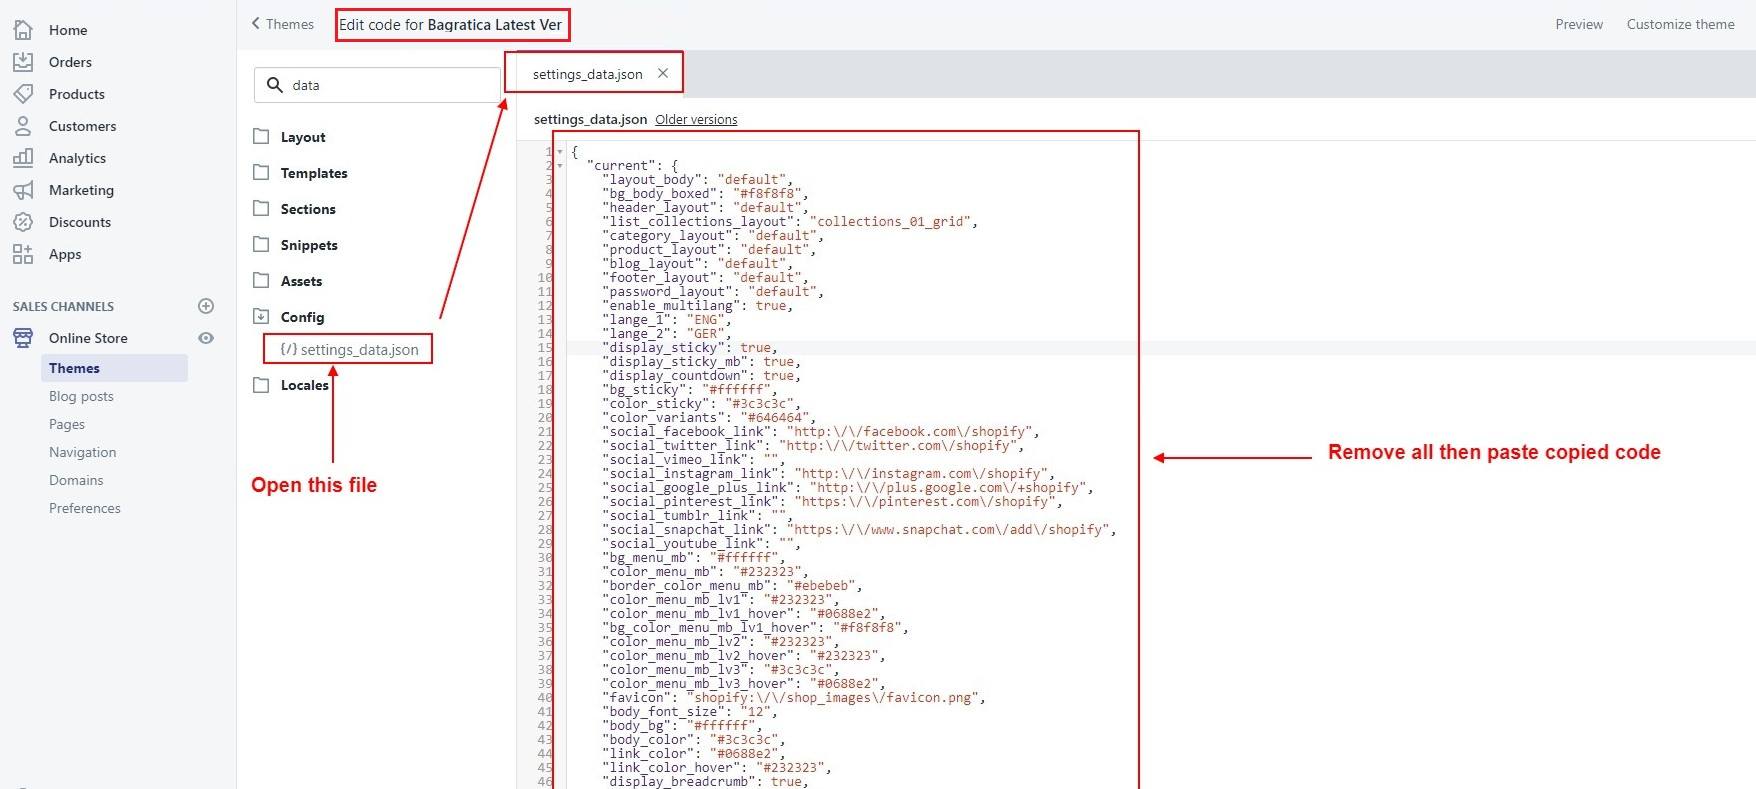 Home
Orders
Products
Customers
Analytics
Marketing
Discounts
Apps
SALES CHANNELS
Online Store
Themes
Blog posts
Pages
Navigation
Domains
Preferences
Themes
Edit code for Bagratica Latest Ver
Preview
Customize theme
data
Layout
Templates
Sections
Snippets
Assets
Config
{/} settings_data.json
Locales
Open this file
settings_data.json ×
settings_data.json Older versions
1 {
2 "current": {
3 "layout_body": "default",
4 "bg_body_boxed": "#f8f8f8",
5 "header_layout": "default",
6 "list_collections_layout": "collections_01_grid",
7 "category_layout": "default",
8 "product_layout": "default",
9 "blog_layout": "default",
10 "footer_layout": "default",
11 "password_layout": "default",
12 "enable_multilang": true,
13 "lange_1": "ENG",
14 "lange_2": "GER",
15 "display_sticky": true,
16 "display_sticky_mb": true,
17 "display_countdown": true,
18 "bg_sticky": "#ffffff",
19 "color_sticky": "#3c3c3c",
20 "color_variants": "#646464",
21 "social_facebook_link": "http:\/\/facebook.com\/shopify",
22 "social_twitter_link": "http:\/\/twitter.com\/shopify",
23 "social_vimeo_link": "",
24 "social_instagram_link": "http:\/\/instagram.com\/shopify",
25 "social_google_plus_link": "http:\/\/plus.google.com\/+shopify",
26 "social_pinterest_link": "https:\/\/pinterest.com\/shopify",
27 "social_tumblr_link": "",
28 "social_snapchat_link": "https:\/\/www.snapchat.com\/add\/shopify",
29 "social_youtube_link": "",
30 "bg_menu_mb": "#ffffff",
31 "color_menu_mb": "#232323",
32 "border_color_menu_mb": "#ebebeb",
33 "color_menu_mb_lv1": "#232323",
34 "color_menu_mb_lv1_hover": "#0688e2",
35 "bg_color_menu_mb_lv1_hover": "#f8f8f8",
36 "color_menu_mb_lv2": "#232323",
37 "color_menu_mb_lv2_hover": "#232323",
38 "color_menu_mb_lv3": "#3c3c3c",
39 "color_menu_mb_lv3_hover": "#0688e2",
40 "favicon": "shopify:\/\/shop_images\/favicon.png",
41 "body_font_size": "12",
42 "body_bg": "#ffffff",
43 "body_color": "#3c3c3c",
44 "link_color": "#0688e2",
45 "link_color_hover": "#232323",
46 "display_breadcrumb": true,
Remove all then paste copied code